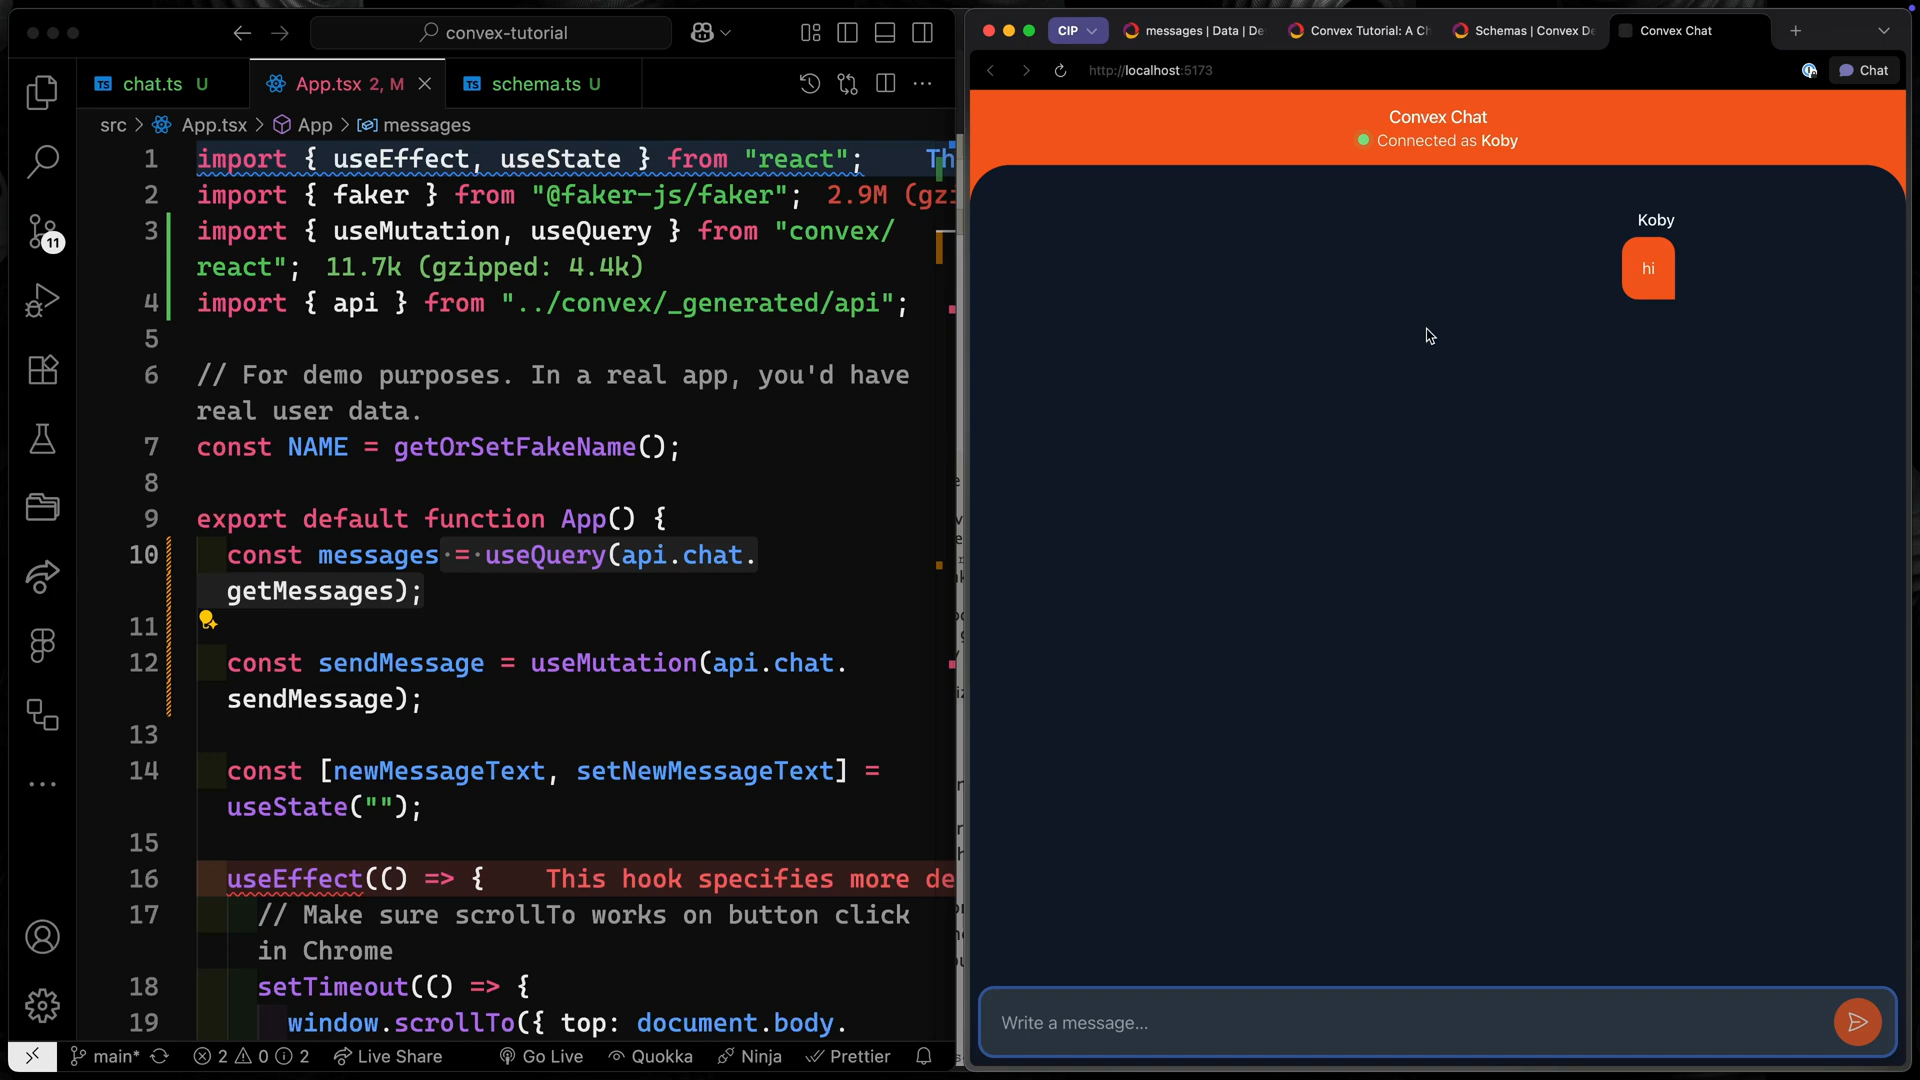 convex-tutorial
chat.ts U
App.tsx 2, M
schema.ts U
src > App.tsx > App > messages
1 import { useEffect, useState } from "react"; Th
2 import { faker } from "@faker-js/faker"; 2.9M (gzi
3 import { useMutation, useQuery } from "convex/
react"; 11.7k (gzipped: 4.4k)
4 import { api } from "../convex/_generated/api";
5
6 // For demo purposes. In a real app, you'd have
real user data.
7 const NAME = getOrSetFakeName();
8
9 export default function App() {
10 const messages = useQuery(api.chat.
getMessages);
11
12 const sendMessage = useMutation(api.chat.
sendMessage);
13
14 const [newMessageText, setNewMessageText] =
useState("");
15
16 useEffect(() => { This hook specifies more de
17 // Make sure scrollTo works on button click
in Chrome
18 setTimeout(() => {
19 window.scrollTo({ top: document.body.
11
main* 2 0 2 Live Share Go Live Quokka Ninja Prettier
CIP
messages | Data | De
Convex Tutorial: A Ch
Schemas | Convex De
Convex Chat
http://localhost:5173
Chat
Convex Chat
Connected as Koby
Koby
hi
Write a message...